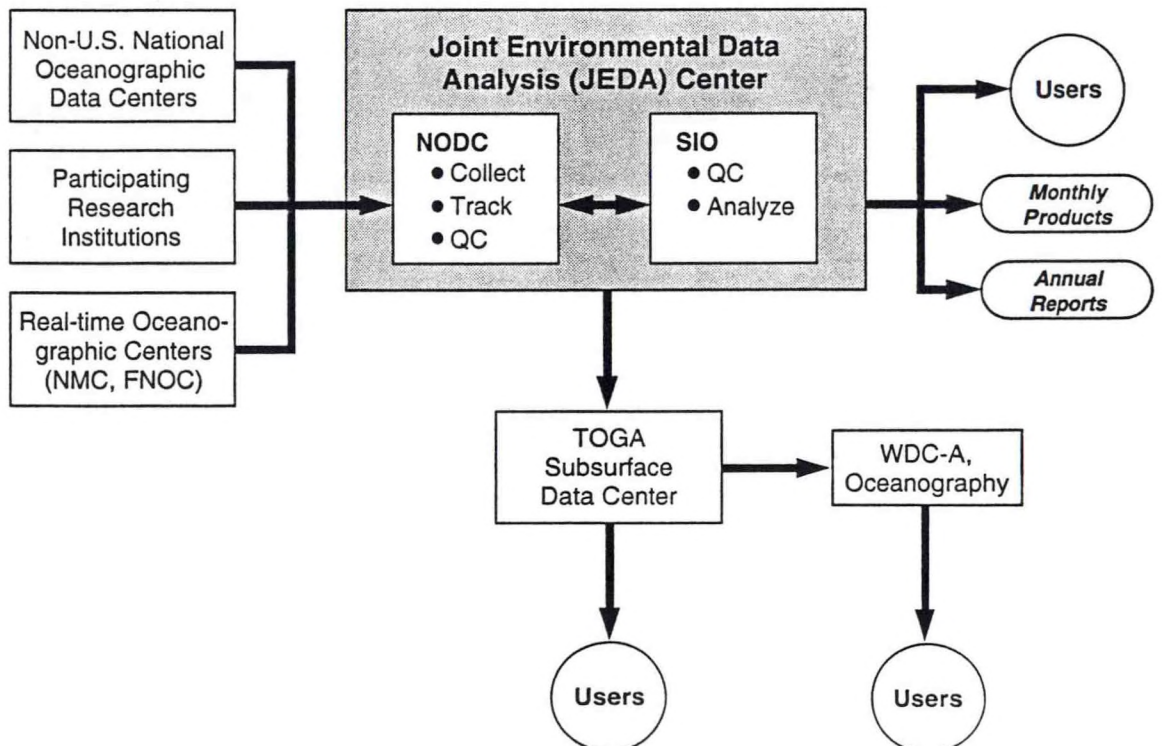 Non-U.S. National
Oceanographic
Data Centers
Participating
Research
Institutions
Real-time Oceano-
graphic Centers
(NMC, FNOC)
Joint Environmental Data
Analysis (JEDA) Center
NODC
• Collect
• Track
• QC
SIO
• QC
• Analyze
Users
Monthly
Products
Annual
Reports
TOGA
Subsurface
Data Center
WDC-A,
Oceanography
Users
Users